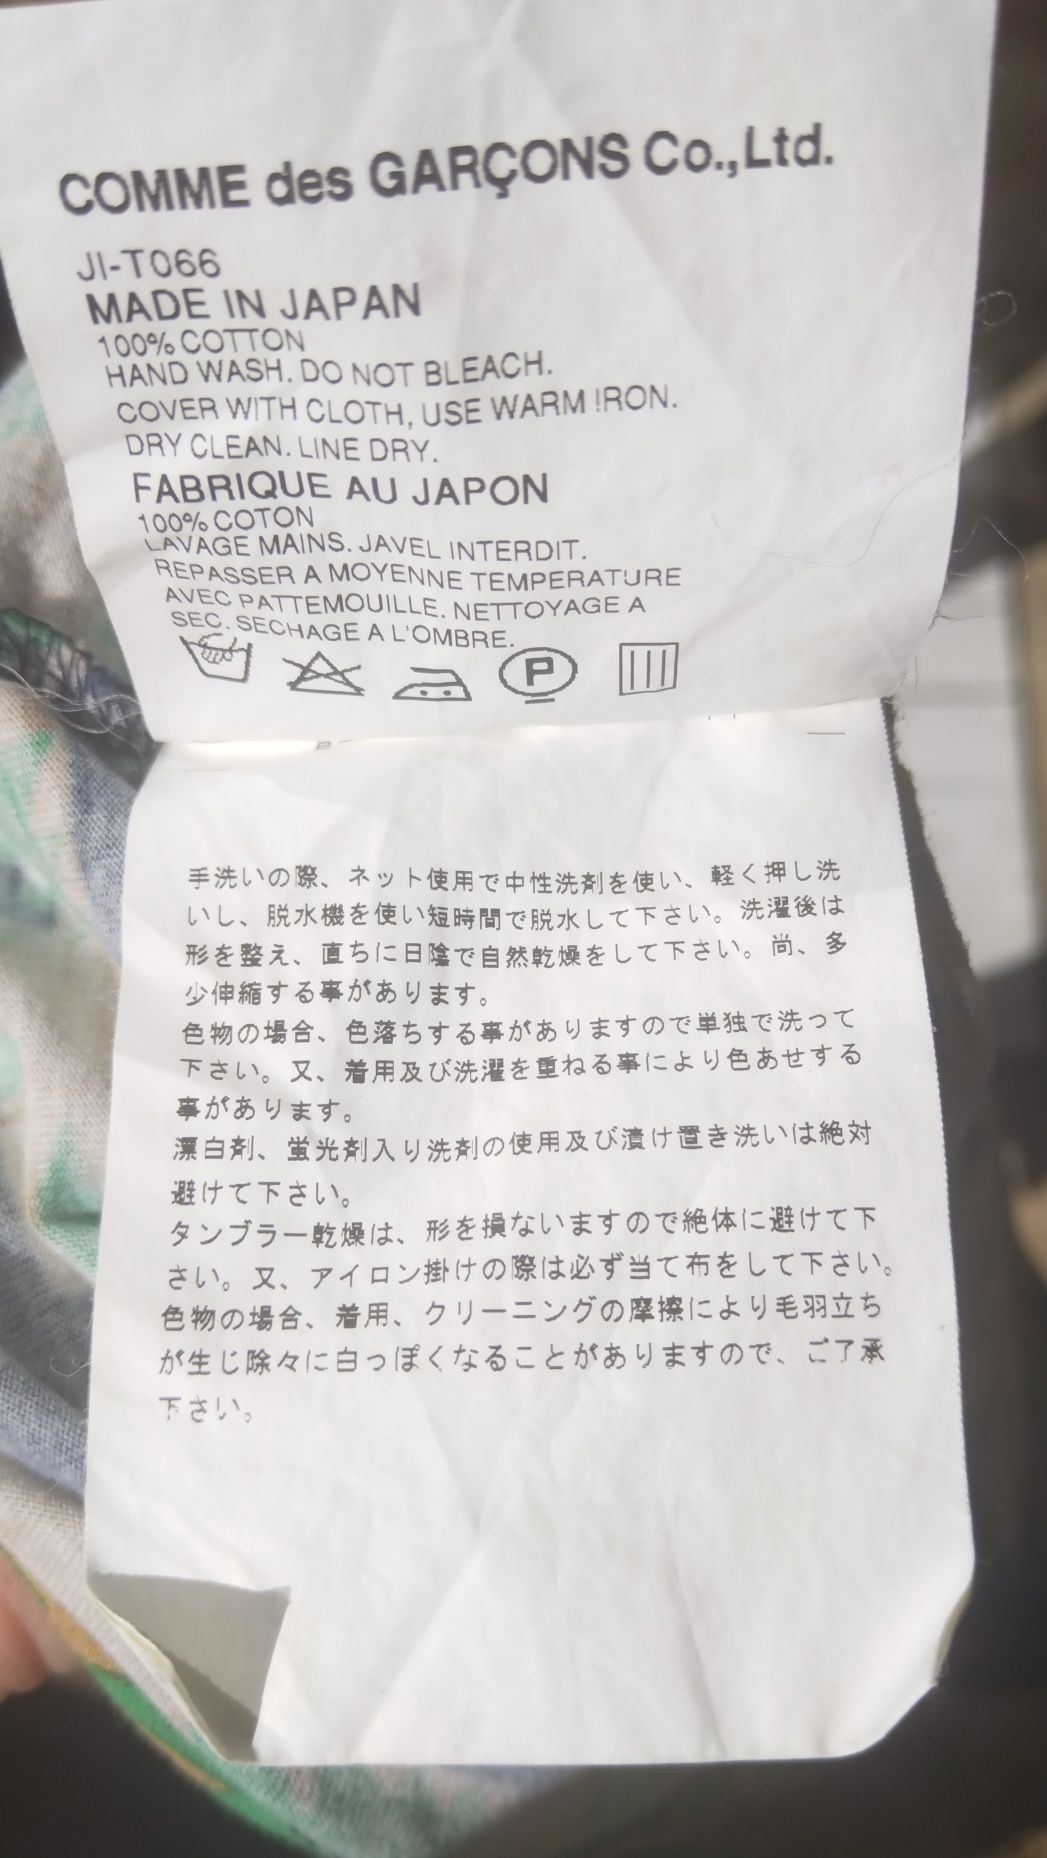 COMME des GARÇONS Co.,Ltd.
JI-T066
MADE IN JAPAN
100% COTTON
HAND WASH. DO NOT BLEACH.
COVER WITH CLOTH, USE WARM IRON.
DRY CLEAN. LINE DRY.
FABRIQUE AU JAPON
100% COTON
LAVAGE MAINS. JAVEL INTERDIT.
REPASSER A MOYENNE TEMPERATURE
AVEC PATTEMOUILLE. NETTOYAGE A
SEC. SECHAGE A L'OMBRE.
P
手洗いの際、ネット使用で中性洗剤を使い、軽く押し洗
いし、脱水機を使い短時間で脱水して下さい。洗濯後は
形を整え、直ちに日陰で自然乾燥をして下さい。尚、多
少伸縮する事があります。
色物の場合、色落ちする事がありますので単独で洗って
下さい。又、着用及び洗濯を重ねる事により色あせする
事があります。
漂白剤、蛍光剤入り洗剤の使用及び漬け置き洗いは絶対
避けて下さい。
タンブラー乾燥は、形を損ないますので絶体に避けて下
さい。又、アイロン掛けの際は必ず当て布をして下さい。
色物の場合、着用、クリーニングの摩擦により毛羽立ち
が生じ除々に白っぽくなることがありますので、ご了承
下さい。